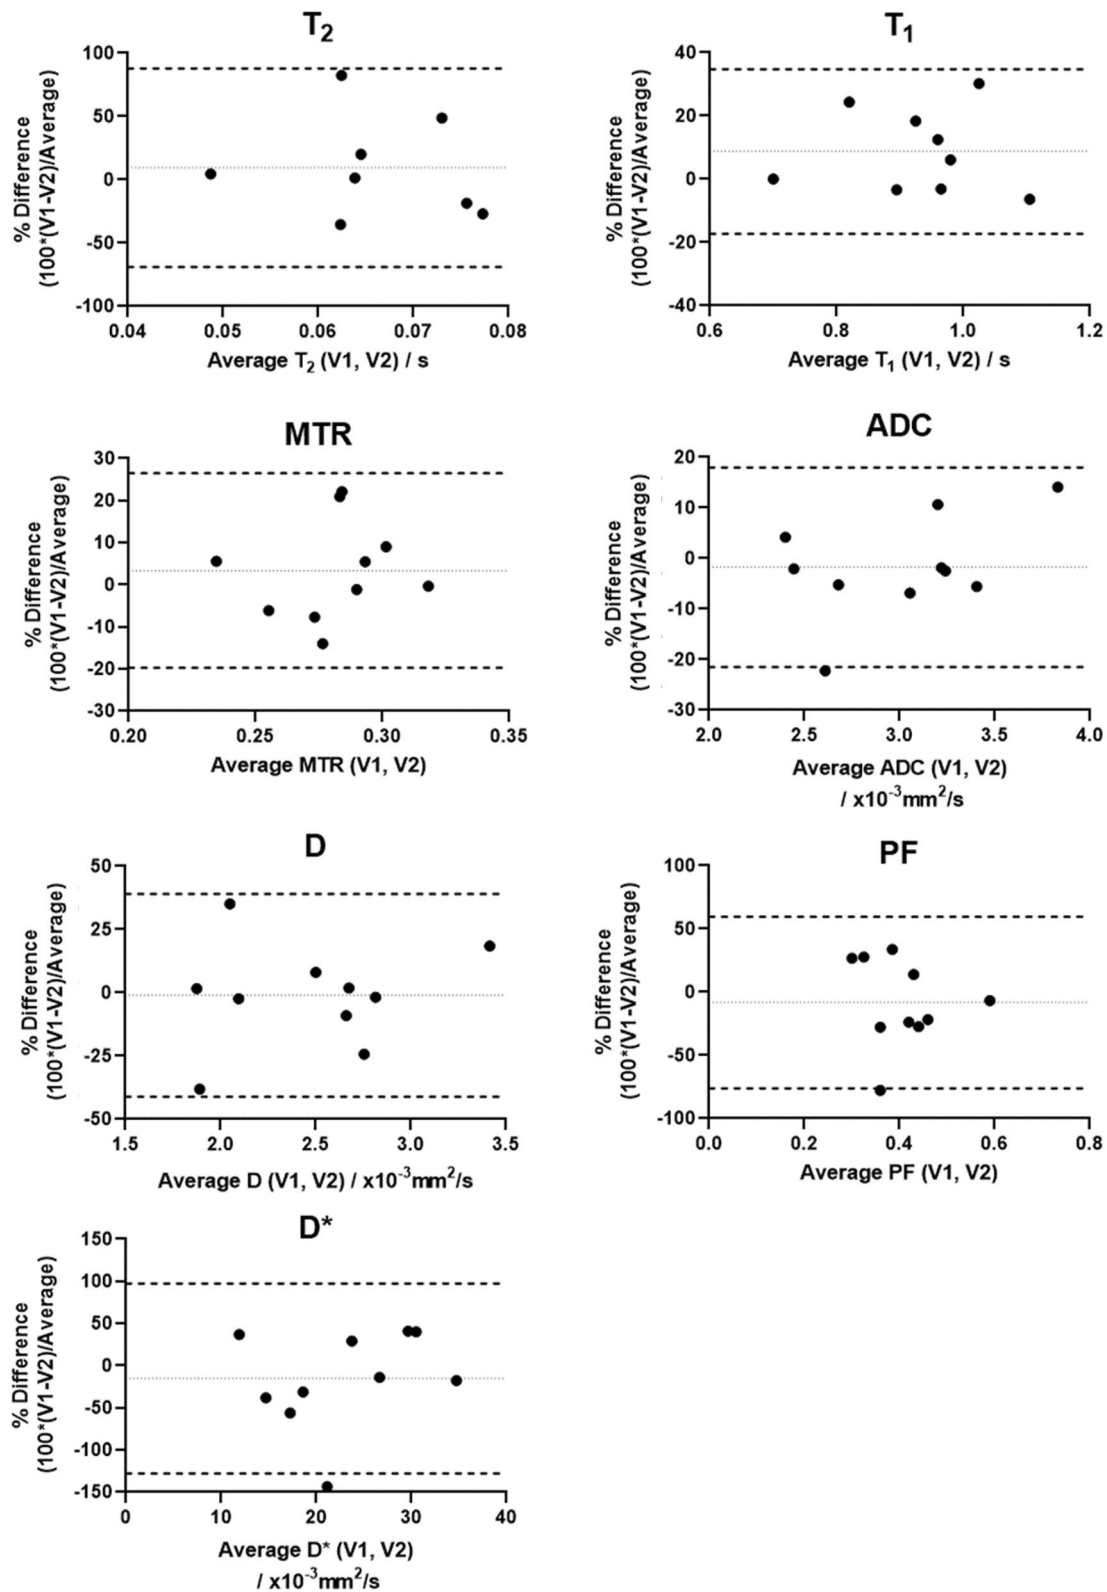 T2
% Difference
(100*(V1-V2)/Average)
100
50
0
-50
-100
0.04 0.05 0.06 0.07 0.08
Average T2 (V1, V2) / s
T1
% Difference
(100*(V1-V2)/Average)
40
20
0
-20
-40
0.6 0.8 1.0 1.2
Average T1 (V1, V2) / s
MTR
% Difference
(100*(V1-V2)/Average)
30
20
10
0
-10
-20
-30
0.20 0.25 0.30 0.35
Average MTR (V1, V2)
ADC
% Difference
(100*(V1-V2)/Average)
20
10
0
-10
-20
-30
2.0 2.5 3.0 3.5 4.0
Average ADC (V1, V2)
/ x10-3mm2/s
D
% Difference
(100*(V1-V2)/Average)
50
25
0
-25
-50
1.5 2.0 2.5 3.0 3.5
Average D (V1, V2) / x10-3mm2/s
PF
% Difference
(100*(V1-V2)/Average)
100
50
0
-50
-100
0.0 0.2 0.4 0.6 0.8
Average PF (V1, V2)
D*
% Difference
(100*(V1-V2)/Average)
150
100
50
0
-50
-100
-150
0 10 20 30 40
Average D* (V1, V2)
/ x10-3mm2/s